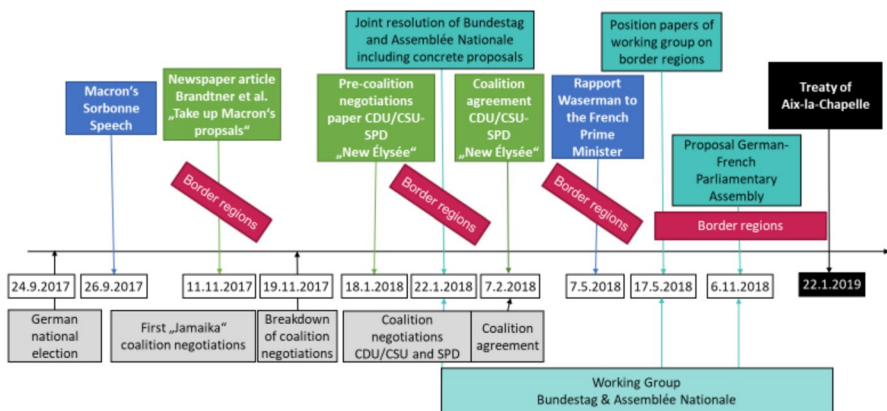 Joint resolution of Bundestag
and Assemblée Nationale
including concrete proposals
Position papers of
working group on
border regions
Macron's
Sorbonne
Speech
Newspaper article
Brandtner et al.
„Take up Macron's
propsals“
Pre-coalition
negotiations
paper CDU/CSU-
SPD
„New Élysée“
Coalition
agreement
CDU/CSU-
SPD
„New Élysée“
Rapport
Waserman to
the French
Prime
Minister
Treaty of
Aix-la-Chapelle
Proposal German-
French
Parliamentary
Assembly
Border regions
Border regions
Border regions
Border regions
24.9.2017
26.9.2017
11.11.2017
19.11.2017
18.1.2018
22.1.2018
7.2.2018
7.5.2018
17.5.2018
6.11.2018
22.1.2019
German
national
election
First „Jamaika“
coalition negotiations
Breakdown
of coalition
negotiations
Coalition
negotiations
CDU/CSU and SPD
Coalition
agreement
Working Group
Bundestag & Assemblée Nationale